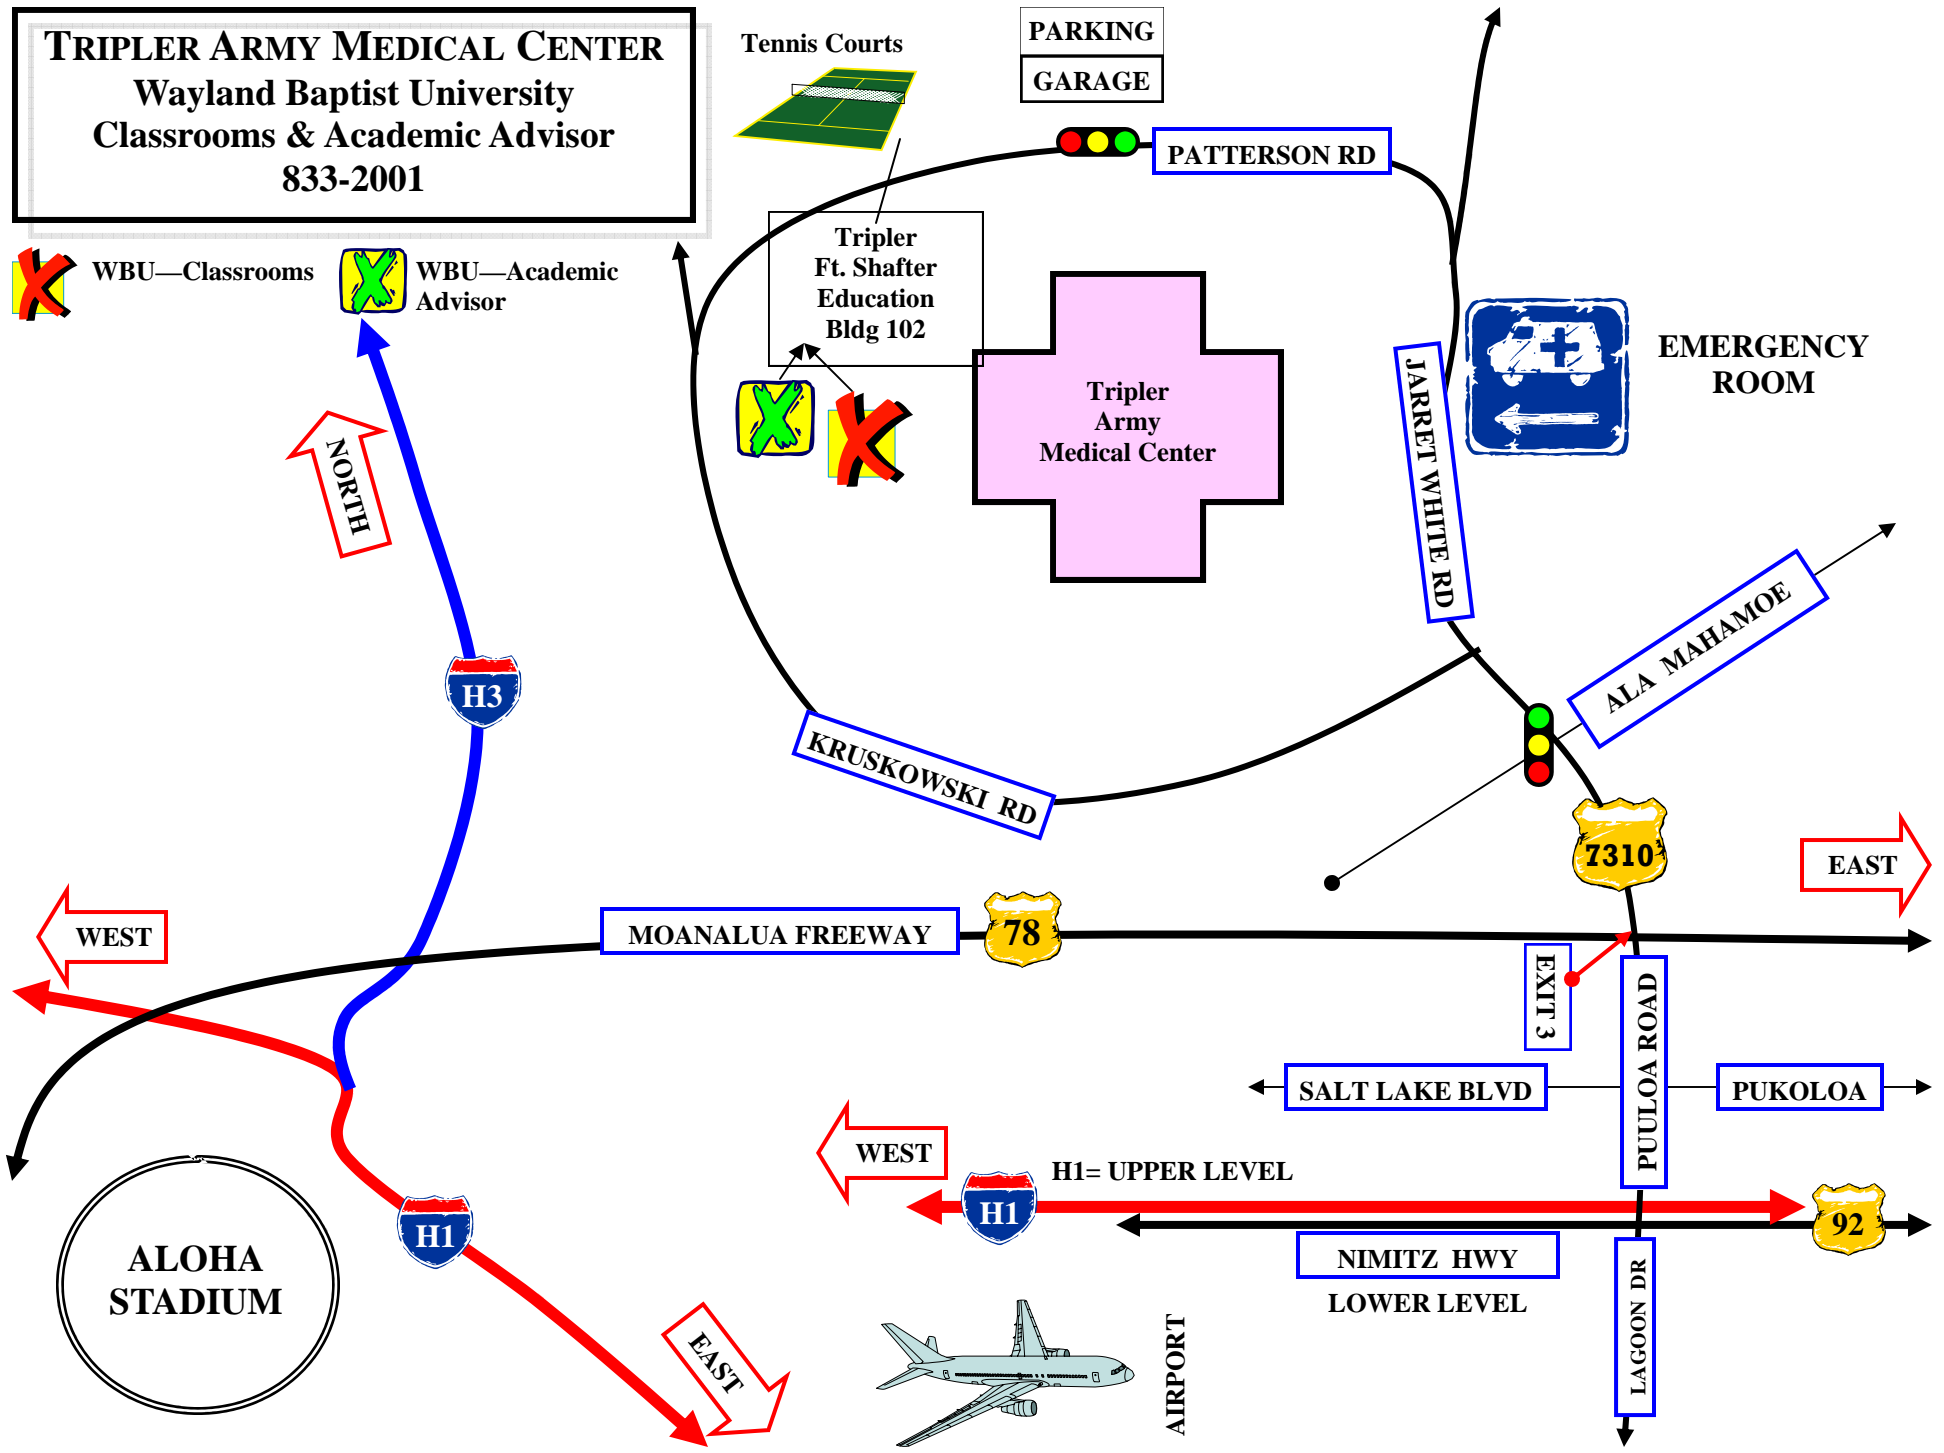 TRIPLER ARMY MEDICAL CENTER
Wayland Baptist University
Classrooms & Academic Advisor
833-2001
WBU—Classrooms
WBU—Academic
Advisor
Tennis Courts
PARKING
GARAGE
PATTERSON RD
Tripler
Ft. Shafter
Education
Bldg 102
Tripler
Army
Medical Center
JARRET WHITE RD
EMERGENCY
ROOM
NORTH
H3
ALA MAHAMOE
KRUSKOWSKI RD
7310
EAST
WEST
MOANALUA FREEWAY
78
EXIT 3
PUULOA ROAD
SALT LAKE BLVD
PUKOLOA
WEST
H1= UPPER LEVEL
H1
92
NIMITZ HWY
LOWER LEVEL
LAGOON DR
ALOHA
STADIUM
H1
EAST
AIRPORT